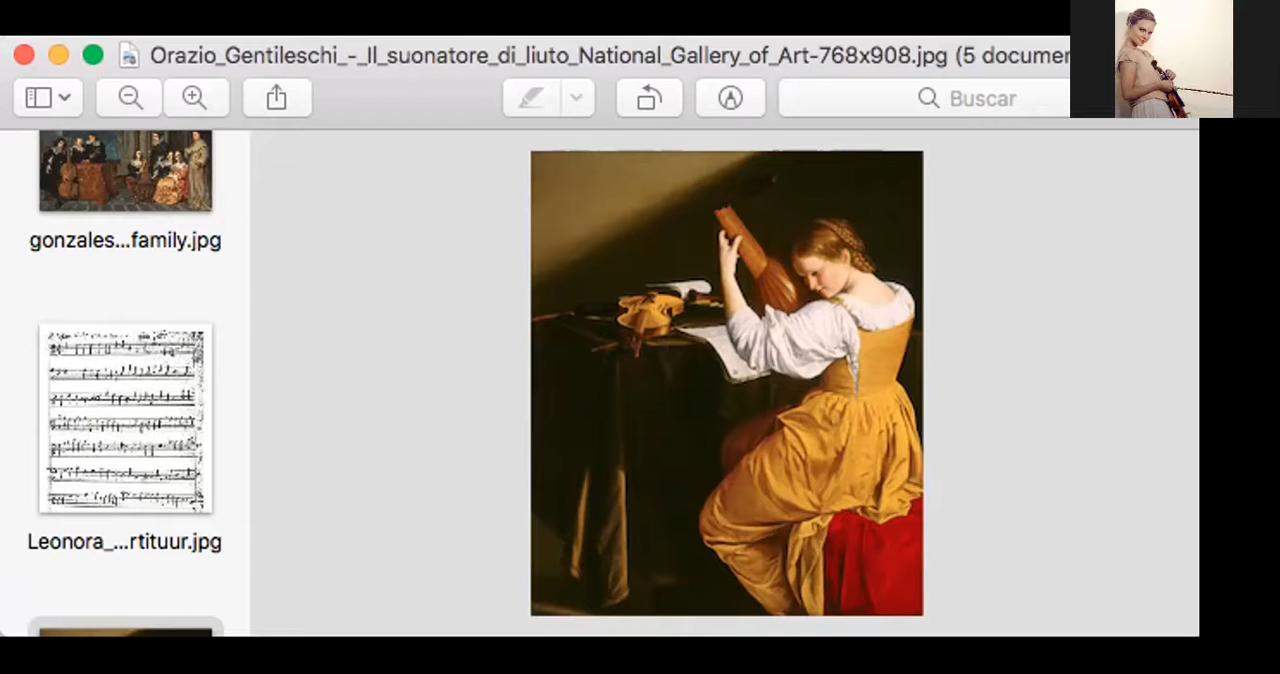 Orazio_Gentileschi_-_Il_suonatore_di_liuto_National_Gallery_of_Art-768x908.jpg (5 documen
Buscar
gonzales...family.jpg
Leonora_...rtituur.jpg